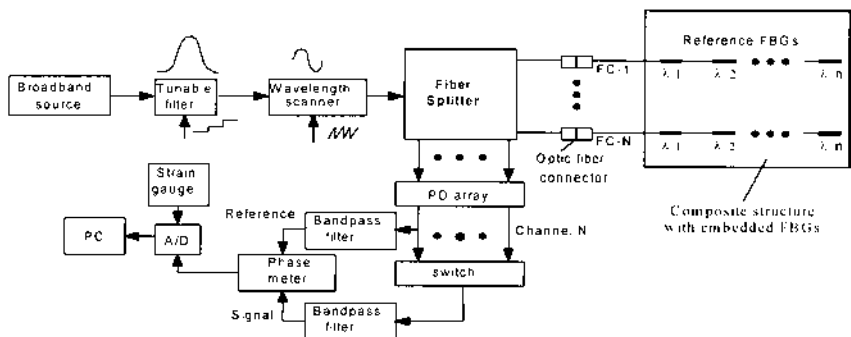 Broadband
source
Tunable
filter
Wavelength
scanner
Fiber
Splitter
FC-1
FC-N
Optic fiber
connector
Reference FBGs
λ 1
λ 2
λ n
λ 1
λ 2
λ n
Composite structure
with embedded FBGs
PD array
Channel N
switch
Bandpass
filter
Reference
Phase
meter
Signal
Bandpass
filter
Strain
gauge
A/D
PC